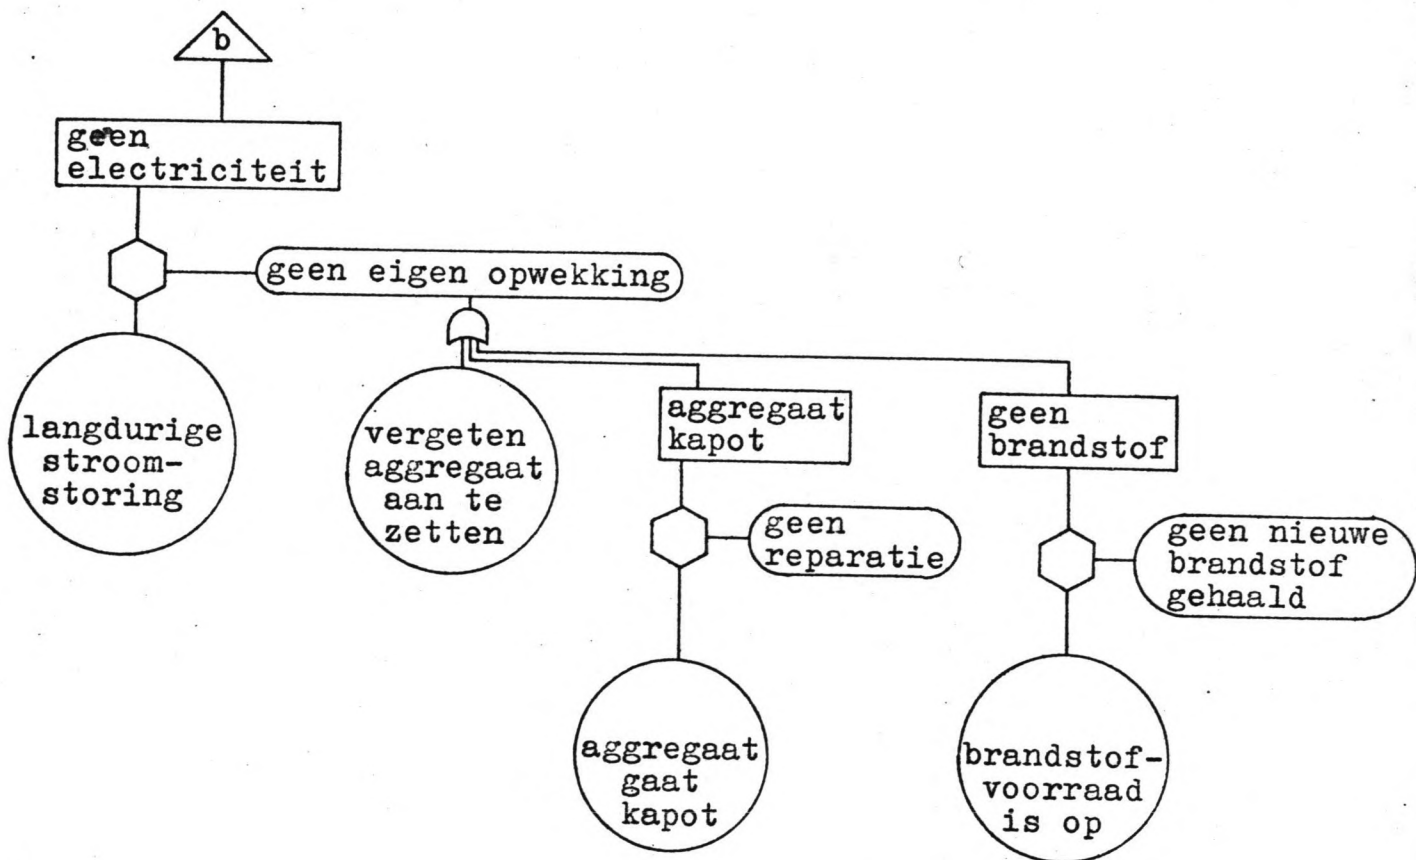 b
geen
electriciteit
geen eigen opwekking
langdurige
stroom-
storing
vergeten
aggregaat
aan te
zetten
aggregaat
kapot
geen
brandstof
geen
reparatie
geen nieuwe
brandstof
gehaald
aggregaat
gaat
kapot
brandstof-
voorraad
is op